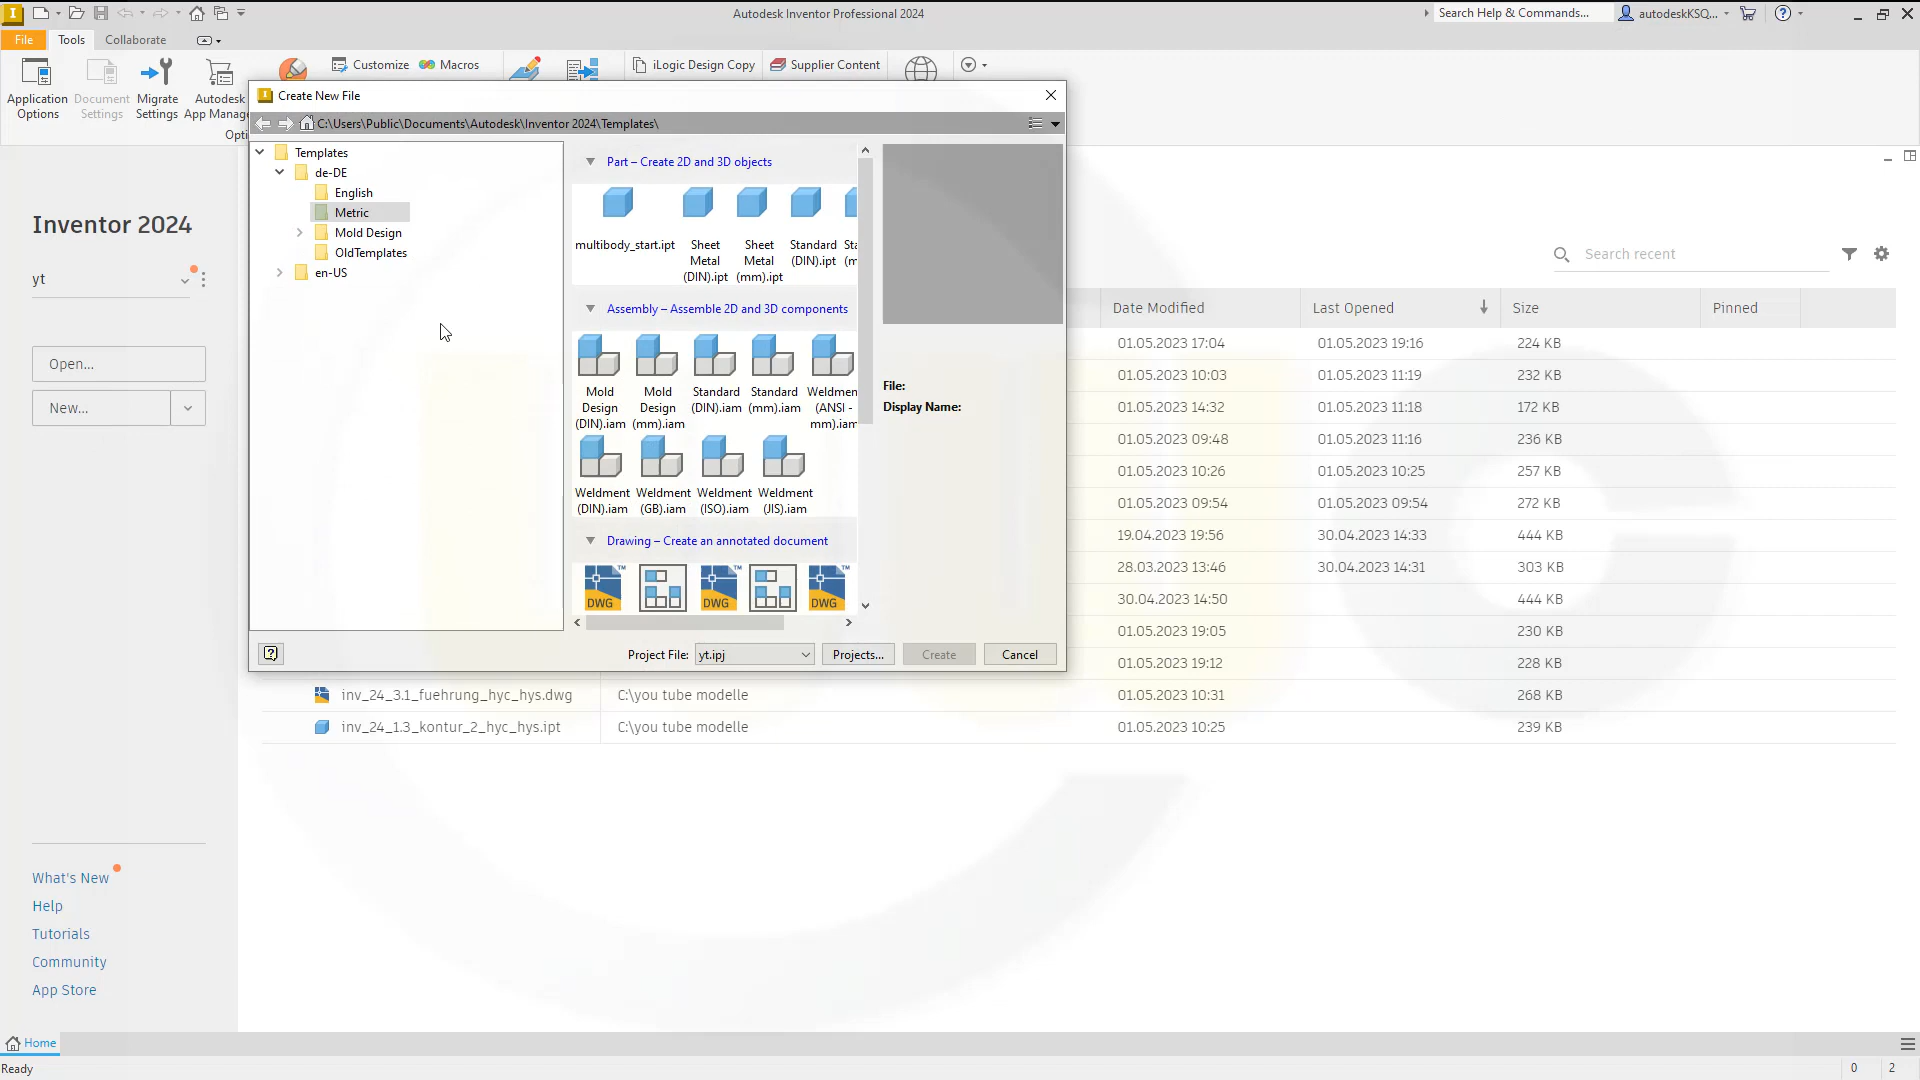 Autodesk Inventor Professional 2024
Search Help & Commands...
autodeskKSQ...
File
Tools
Collaborate
Application Options
Document Settings
Migrate Settings
Autodesk App Mana
Customize
Macros
iLogic Design Copy
Supplier Content
Opti
Create New File
C:\Users\Public\Documents\Autodesk\Inventor 2024\Templates\
Templates
de-DE
English
Metric
Mold Design
OldTemplates
en-US
Part – Create 2D and 3D objects
multibody_start.ipt
Sheet Metal (DIN).ipt
Sheet Metal (mm).ipt
Standard (DIN).ipt
Sta (m
Assembly – Assemble 2D and 3D components
Mold Design (DIN).iam
Mold Design (mm).iam
Standard (DIN).iam
Standard (mm).iam
Weldmen (ANSI - mm).iam
Weldment (DIN).iam
Weldment (GB).iam
Weldment (ISO).iam
Weldment (JIS).iam
Drawing – Create an annotated document
DWG
DWG
DWG
File:
Display Name:
Project File:
yt.ipj
Projects...
Create
Cancel
Inventor 2024
yt
Open...
New...
What's New
Help
Tutorials
Community
App Store
Search recent
Date Modified
Last Opened
Size
Pinned
01.05.2023 17:04 01.05.2023 19:16 224 KB
01.05.2023 10:03 01.05.2023 11:19 232 KB
01.05.2023 14:32 01.05.2023 11:18 172 KB
01.05.2023 09:48 01.05.2023 11:16 236 KB
01.05.2023 10:26 01.05.2023 10:25 257 KB
01.05.2023 09:54 01.05.2023 09:54 272 KB
19.04.2023 19:56 30.04.2023 14:33 444 KB
28.03.2023 13:46 30.04.2023 14:31 303 KB
30.04.2023 14:50 444 KB
01.05.2023 19:05 230 KB
01.05.2023 19:12 228 KB
inv_24_3.1_fuehrung_hyc_hys.dwg C:\you tube modelle 01.05.2023 10:31 268 KB
inv_24_1.3_kontur_2_hyc_hys.ipt C:\you tube modelle 01.05.2023 10:25 239 KB
Home
Ready
0 2